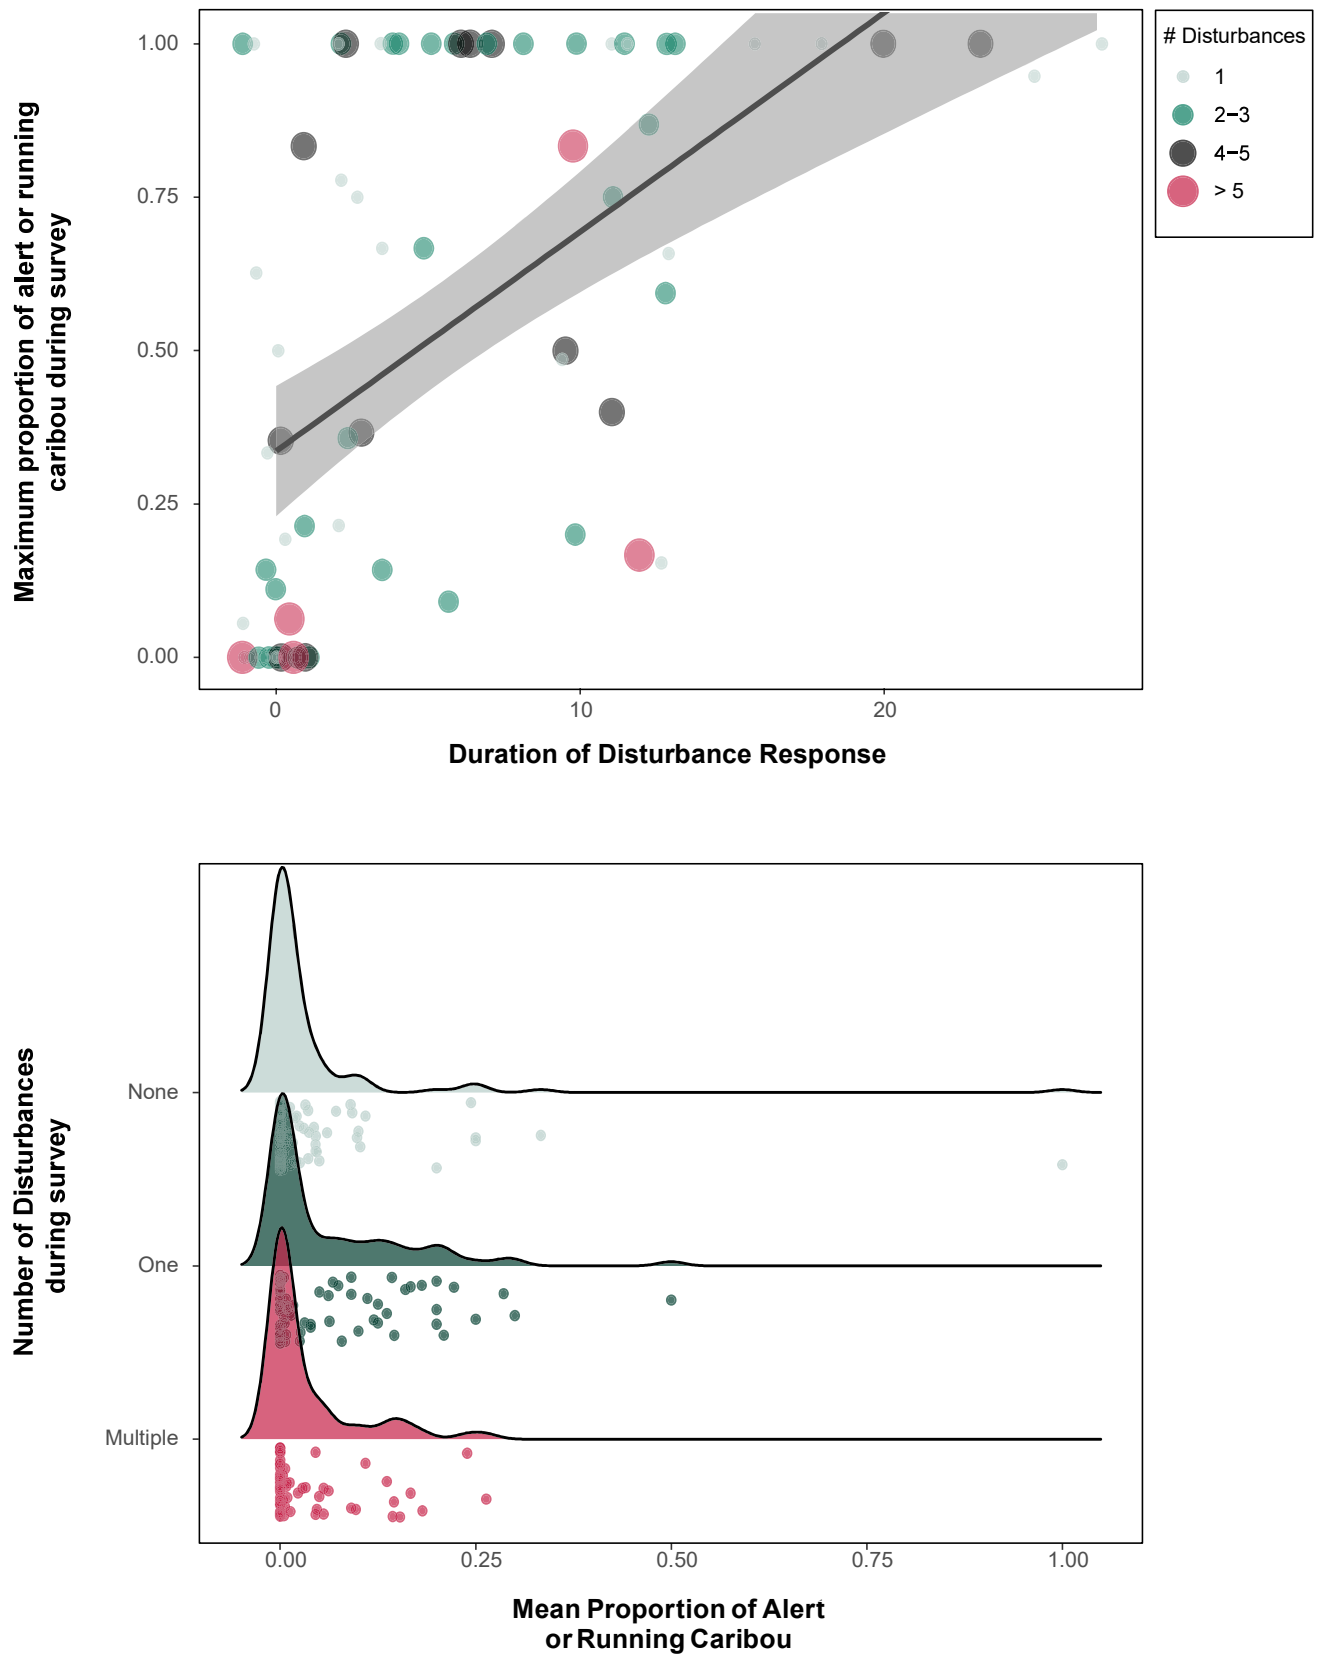 Maximum proportion of alert or running
caribou during survey
1.00
0.75
0.50
0.25
0.00
0
10
20
Duration of Disturbance Response
# Disturbances
1
2−3
4−5
> 5
Number of Disturbances
during survey
None
One
Multiple
0.00
0.25
0.50
0.75
1.00
Mean Proportion of Alert
or Running Caribou